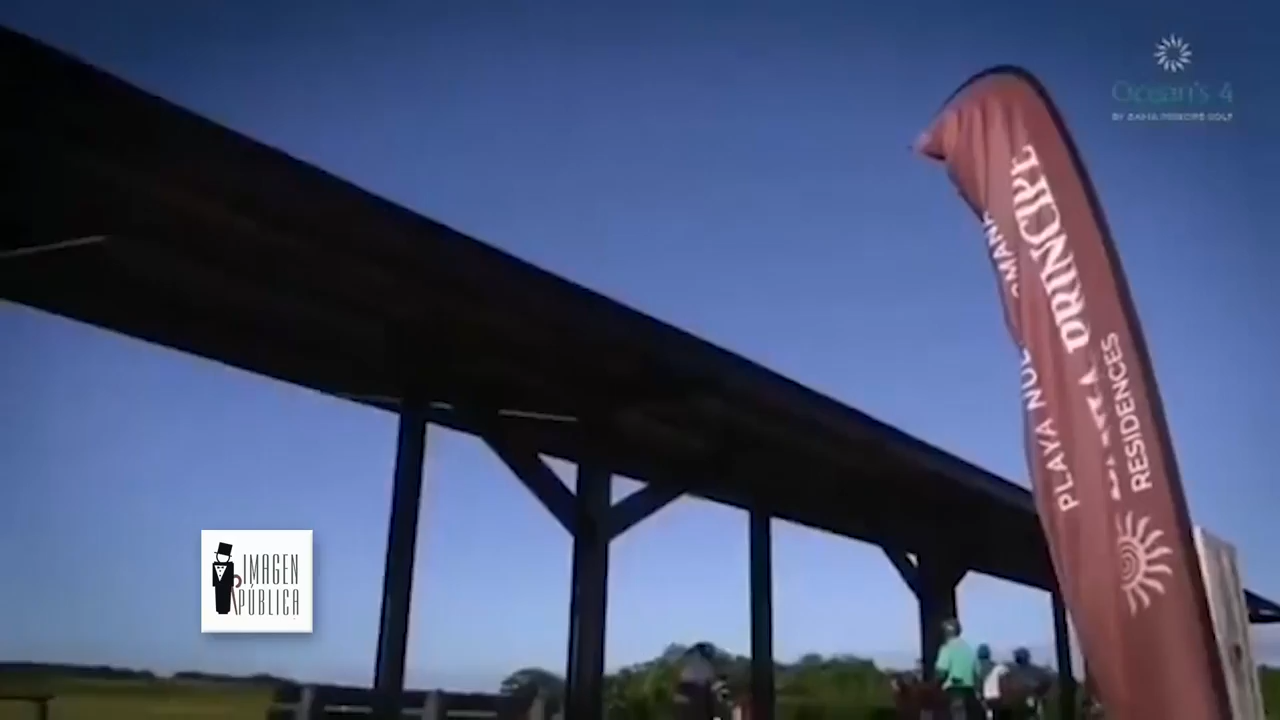 Ocean's 4
BY BAHIA PRINCIPE GOLF
PRINCIPE
RESIDENCES
PLAYA
IMAGEN
PÚBLICA